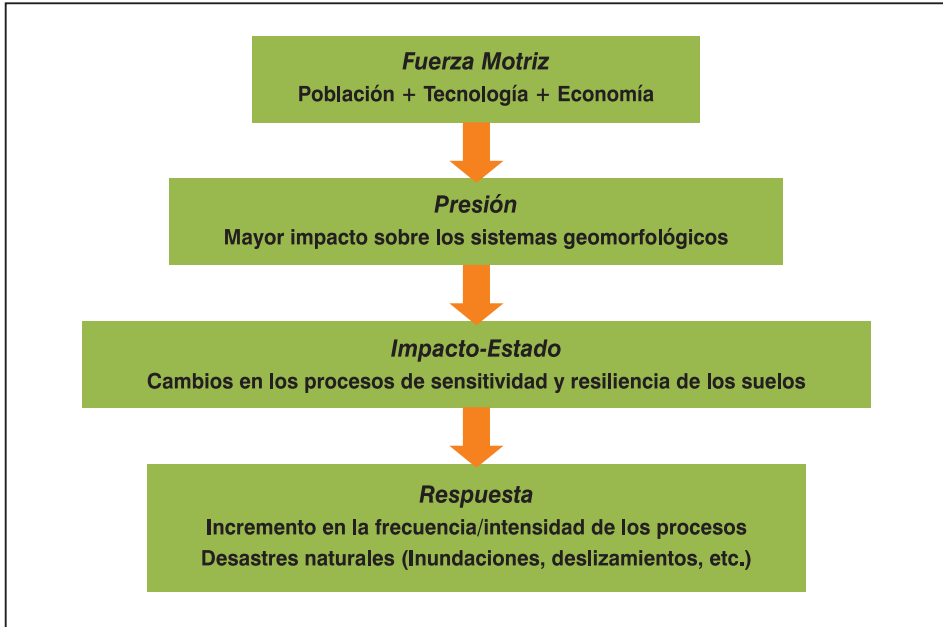 Fuerza Motriz
Población + Tecnología + Economía
Presión
Mayor impacto sobre los sistemas geomorfológicos
Impacto-Estado
Cambios en los procesos de sensitividad y resiliencia de los suelos
Respuesta
Incremento en la frecuencia/intensidad de los procesos
Desastres naturales (Inundaciones, deslizamientos, etc.)